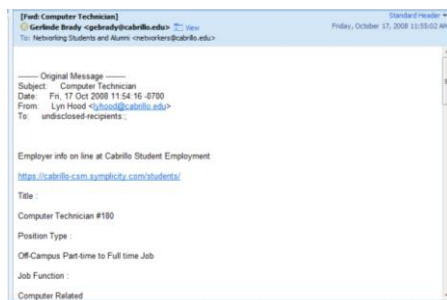 [Fwd: Computer Technician]
Standard Header
Gerlinde Brady <gebrady@cabrillo.edu> View
Friday, October 17, 2008 11:55:02 AM
To: Networking Students and Alumni <networkers@cabrillo.edu>
-------- Original Message --------
Subject: Computer Technician
Date: Fri, 17 Oct 2008 11:54:16 -0700
From: Lyn Hood <lyhood@cabrillo.edu>
To: undisclosed-recipients:;
Employer info on line at Cabrillo Student Employment
https://cabrillo-csm.symplicity.com/students/
Title :
Computer Technician #180
Position Type :
Off-Campus Part-time to Full time Job
Job Function :
Computer Related